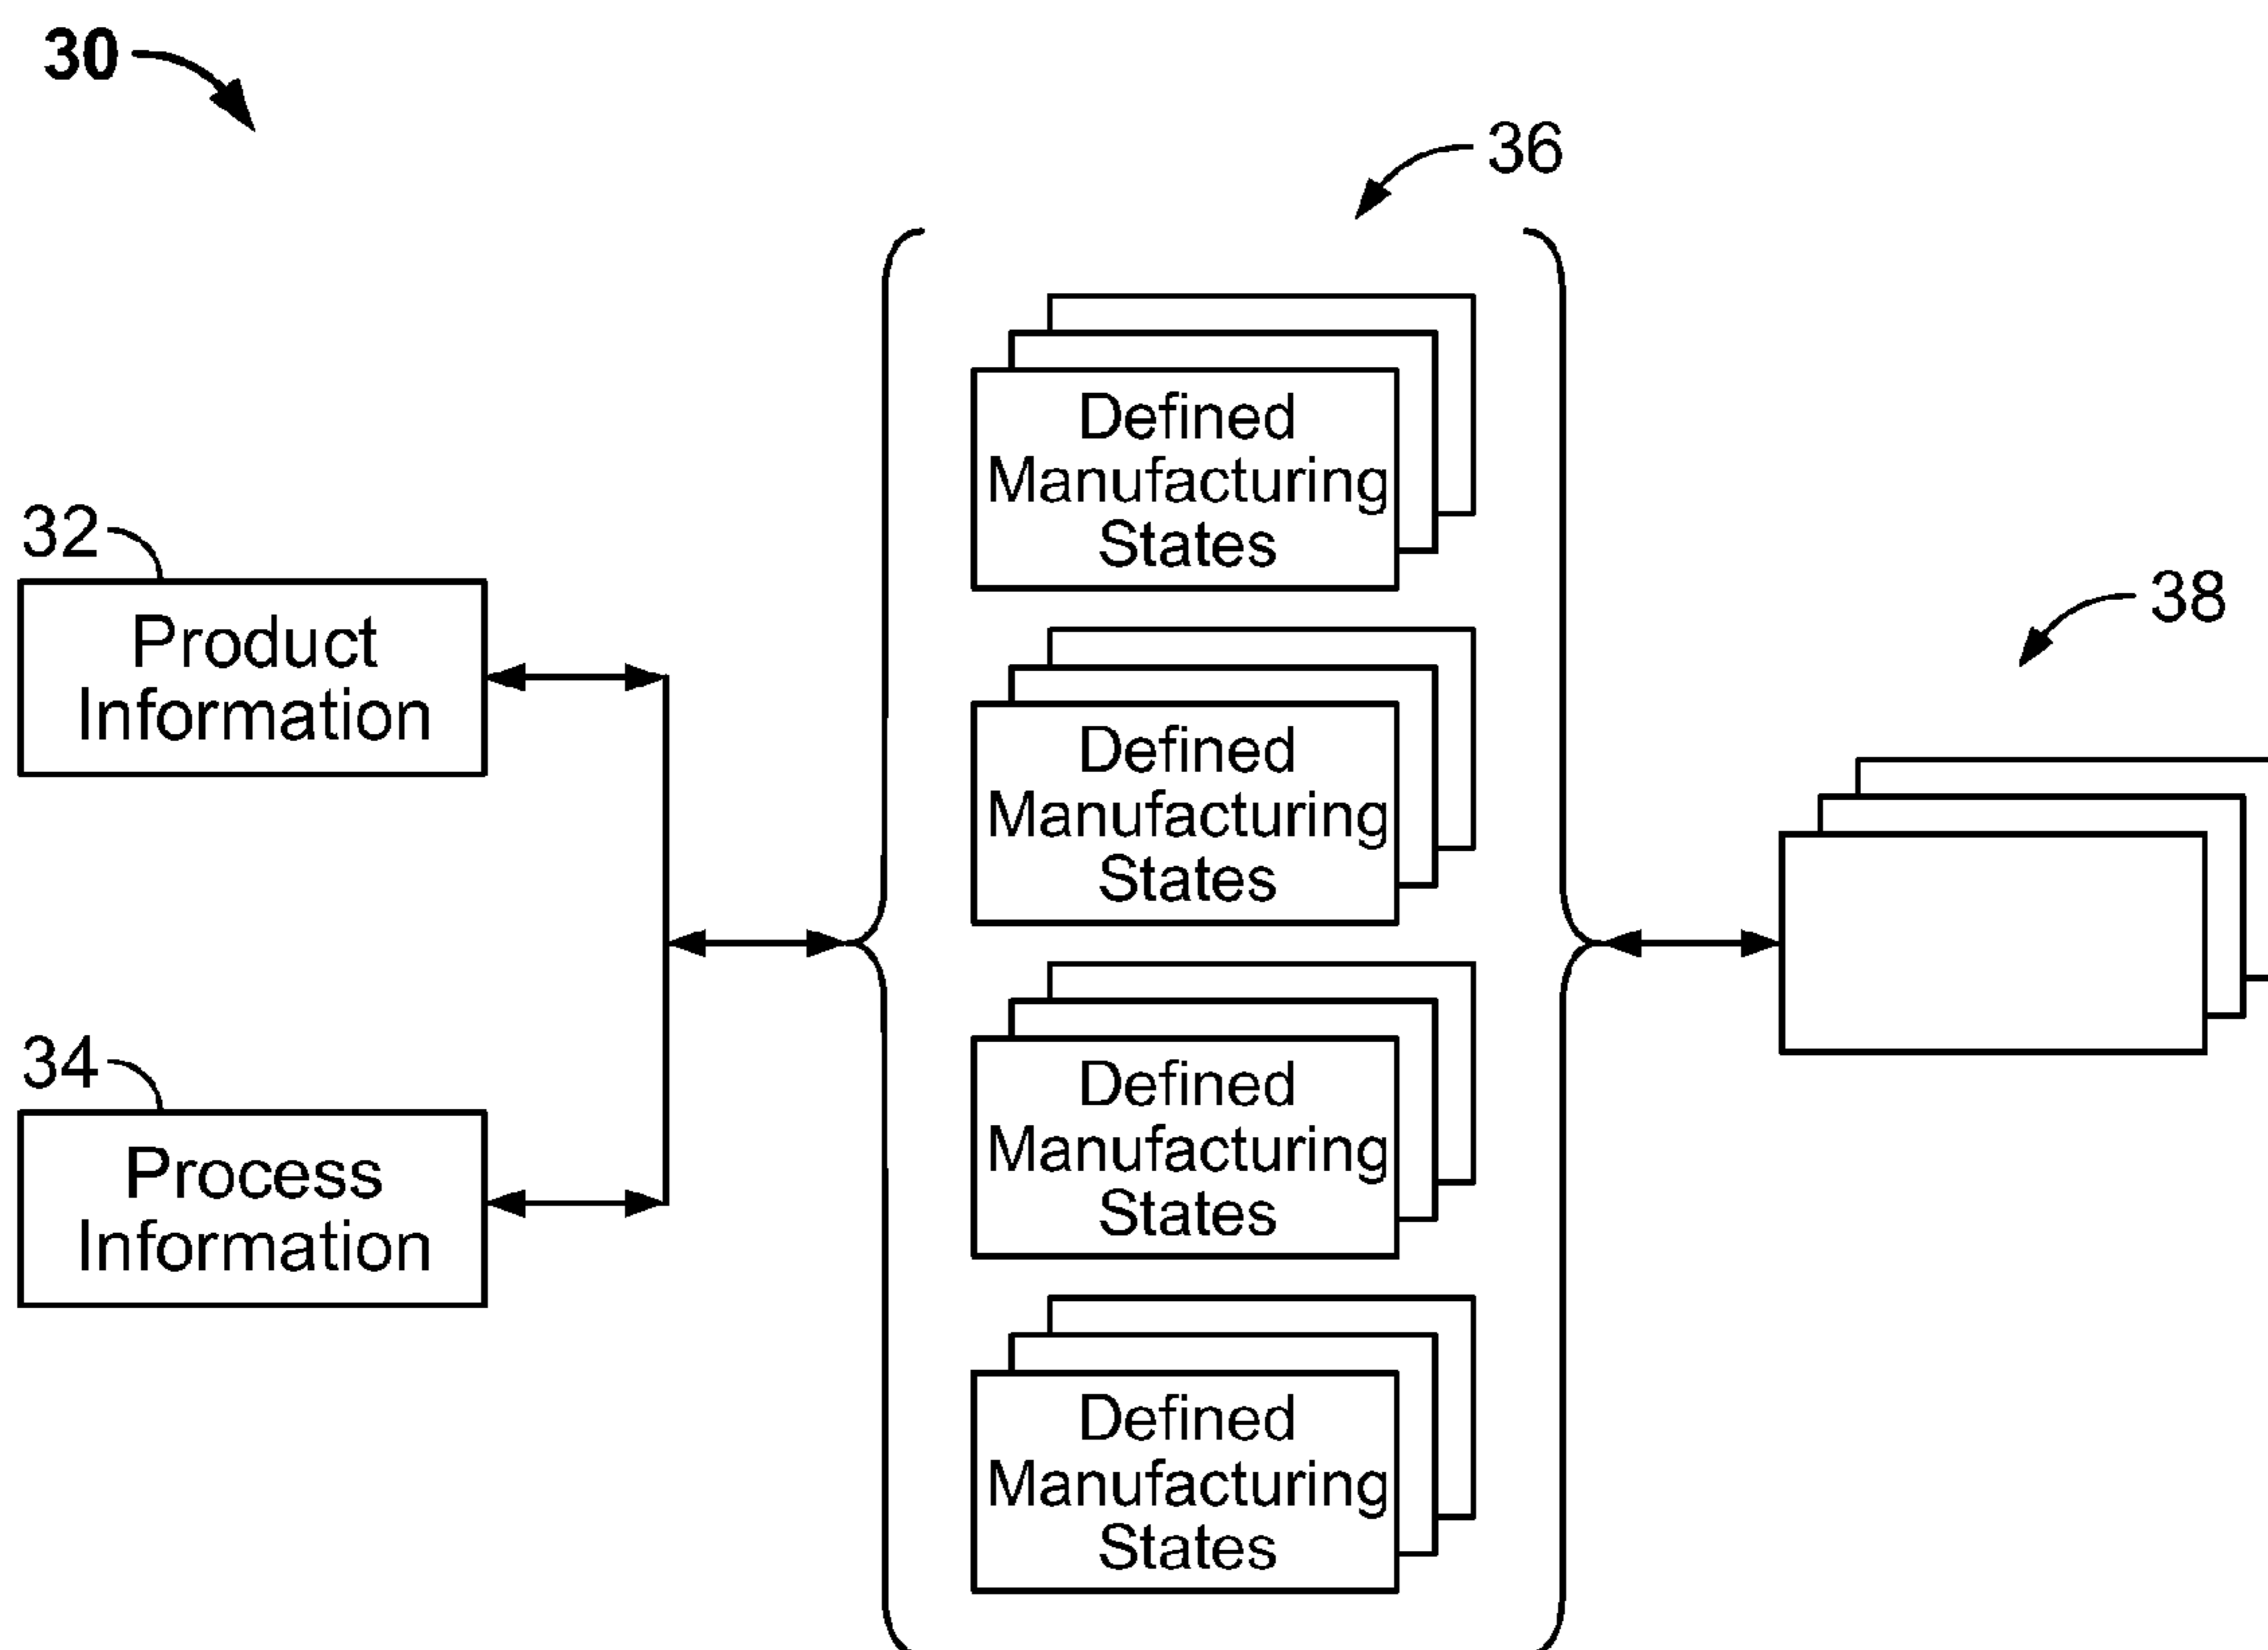 30
36
Defined
Manufacturing
States
32
Product
Information
38
Defined
Manufacturing
States
34
Process
Information
Defined
Manufacturing
States
Defined
Manufacturing
States